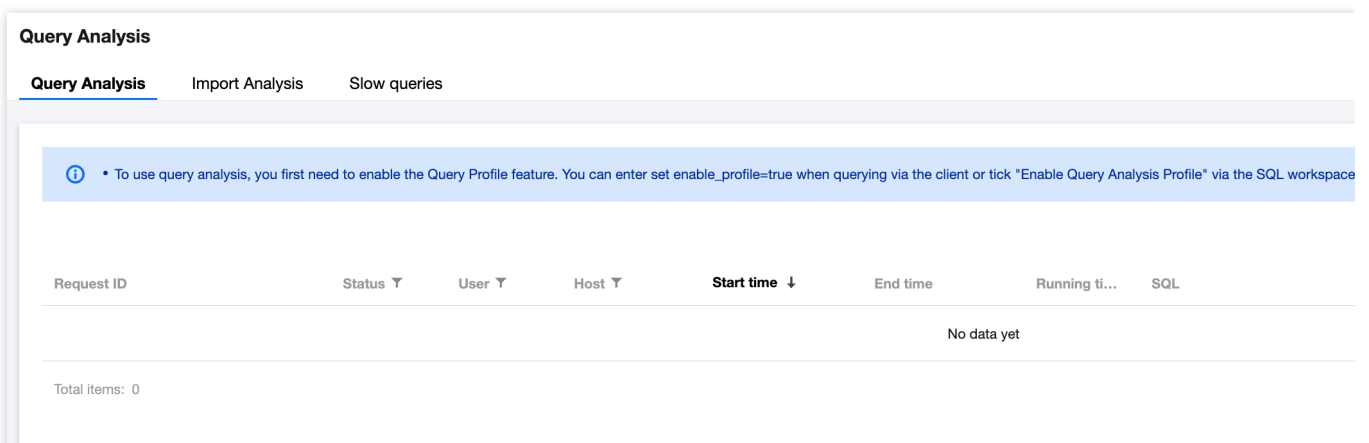 Query Analysis
Query Analysis Import Analysis Slow queries
• To use query analysis, you first need to enable the Query Profile feature. You can enter set enable_profile=true when querying via the client or tick "Enable Query Analysis Profile" via the SQL workspace
Request ID Status User Host Start time ↓ End time Running ti... SQL
No data yet
Total items: 0